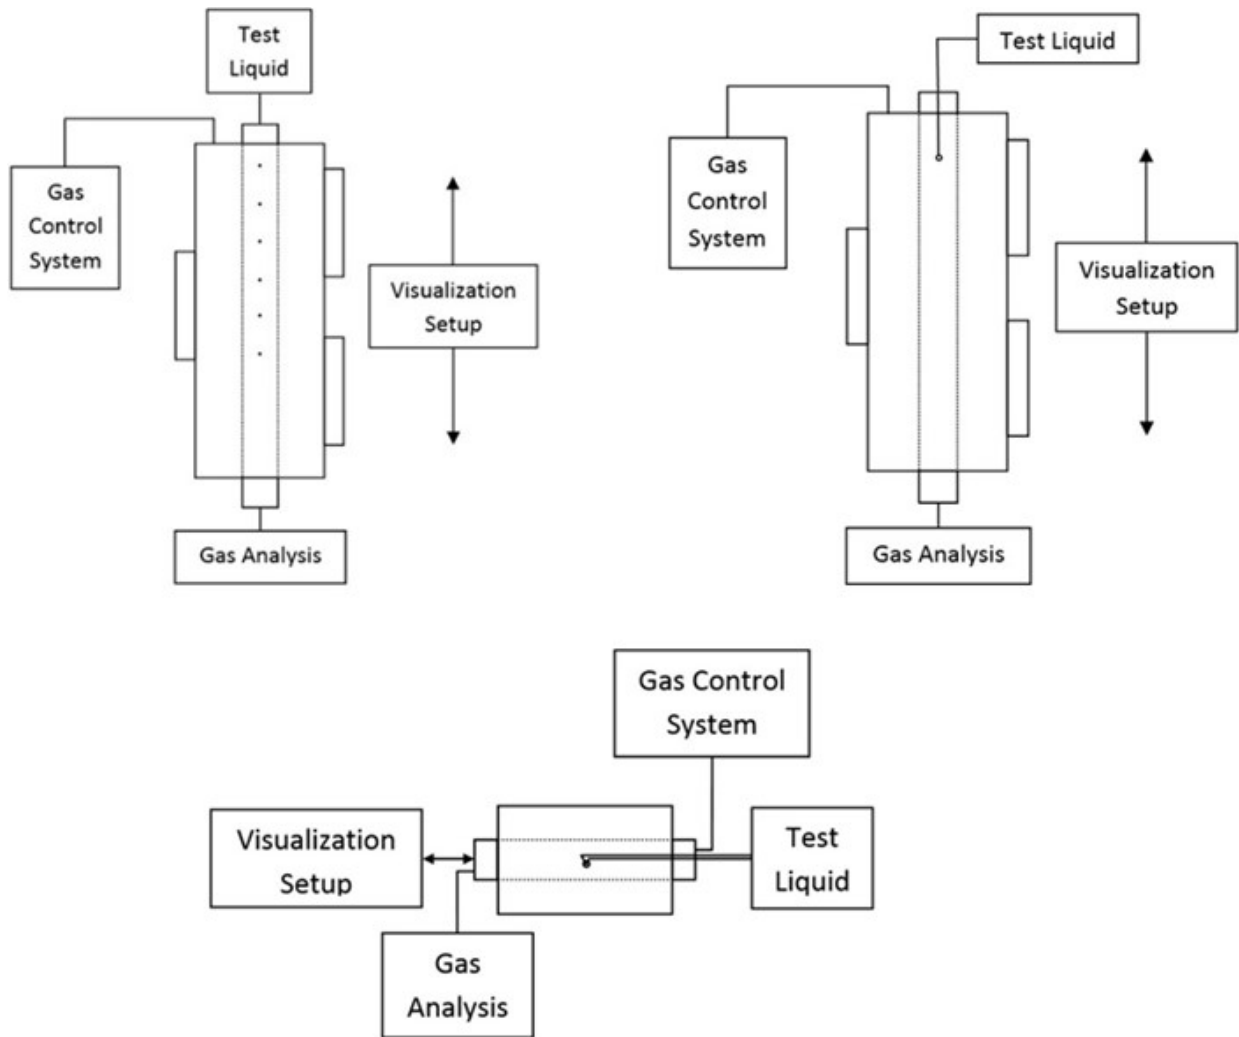 Test
Liquid
Gas
Control
System
Visualization
Setup
Gas Analysis
Test Liquid
Gas
Control
System
Visualization
Setup
Gas Analysis
Gas Control
System
Visualization
Setup
Test
Liquid
Gas
Analysis